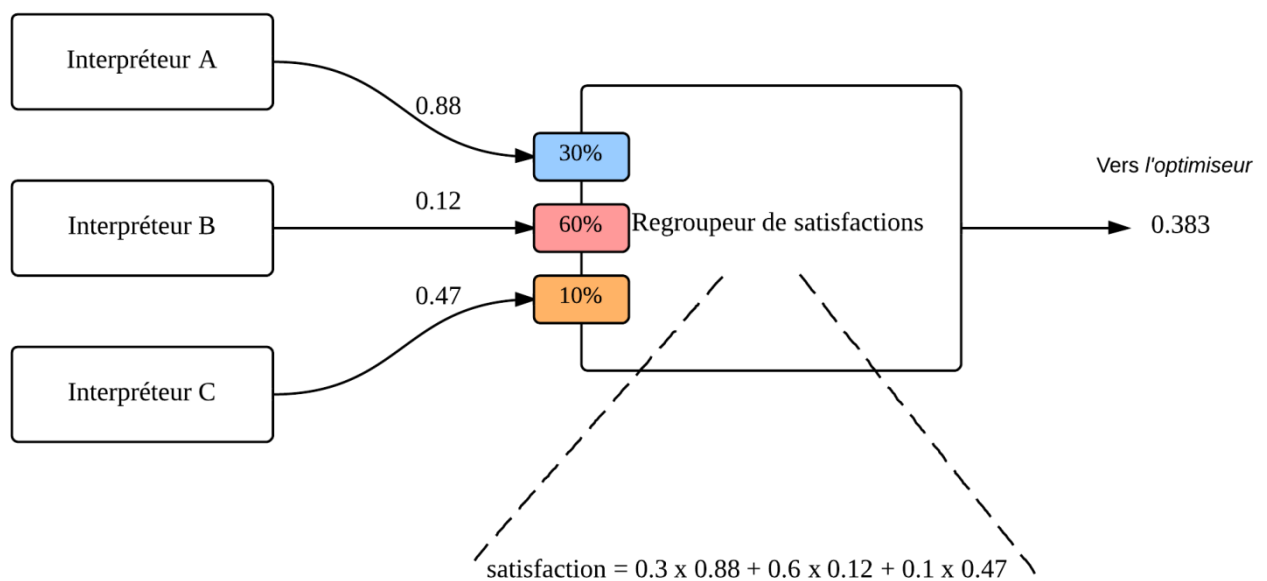 Interpréteur A
0.88
30%
Vers l'optimiseur
Interpréteur B
0.12
60%
Regroupeur de satisfactions
0.383
0.47
10%
Interpréteur C
satisfaction = 0.3 x 0.88 + 0.6 x 0.12 + 0.1 x 0.47